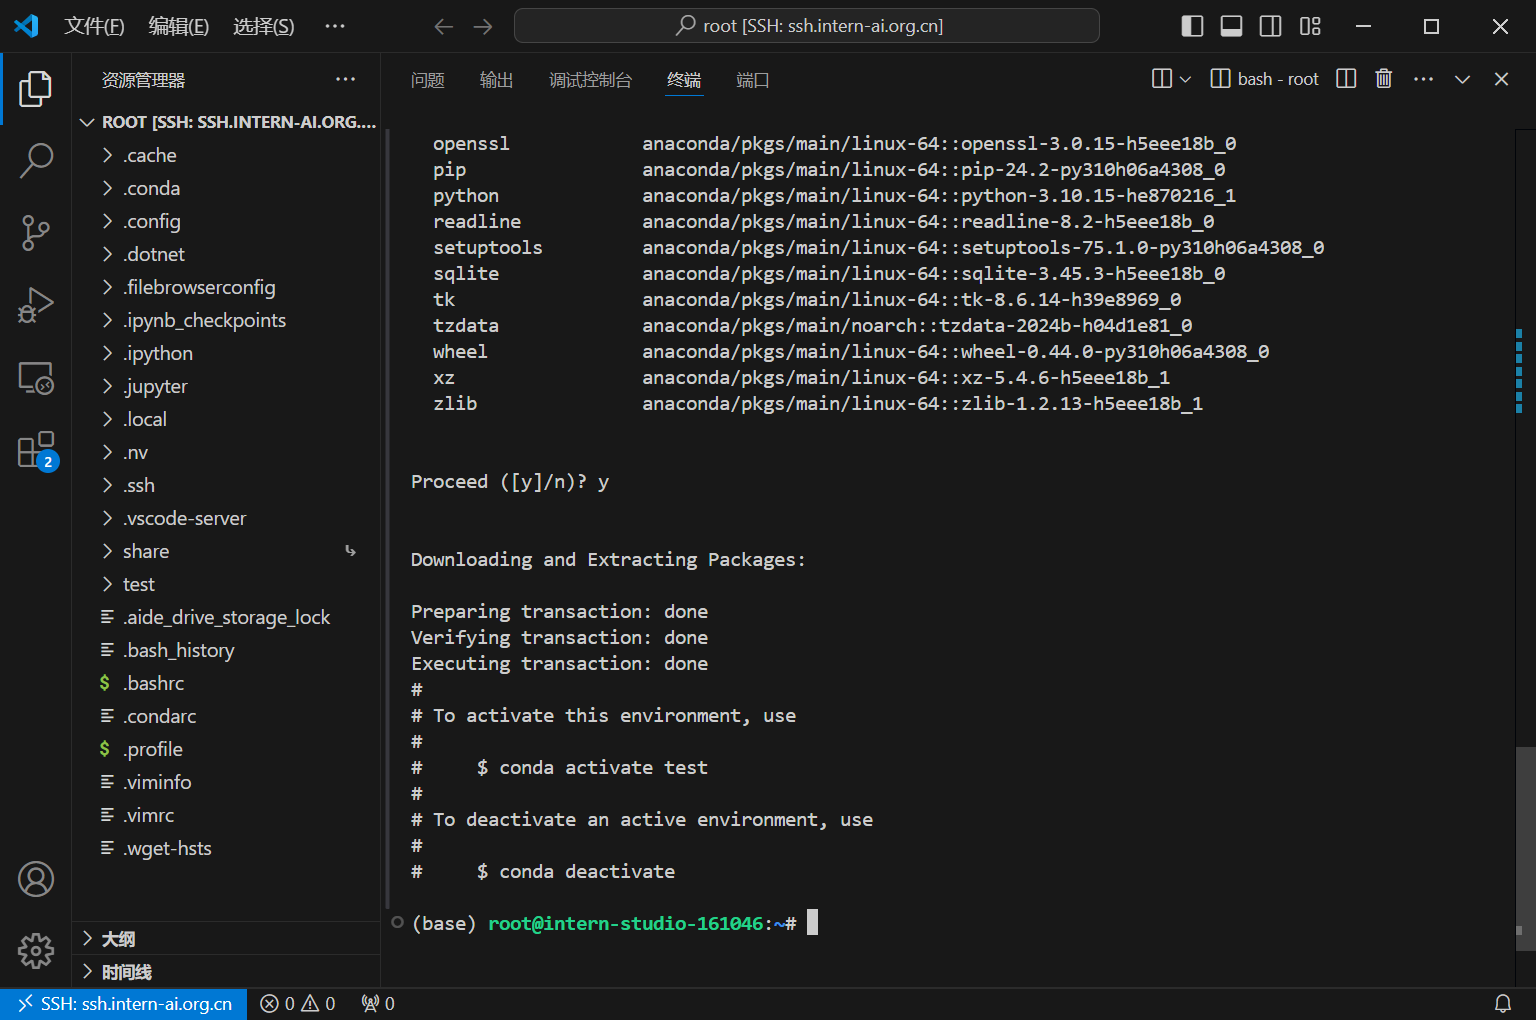 文件(F) 编辑(E) 选择(S) ··· root [SSH: ssh.intern-ai.org.cn]
资源管理器 ···
ROOT [SSH: SSH.INTERN-AI.ORG....
.cache
.conda
.config
.dotnet
.filebrowserconfig
.ipynb_checkpoints
.ipython
.jupyter
.local
.nv
.ssh
.vscode-server
share
test
.aide_drive_storage_lock
.bash_history
$ .bashrc
.condarc
$ .profile
.viminfo
.vimrc
.wget-hsts
大纲
时间线
2
问题 输出 调试控制台 终端 端口 bash - root ···
openssl anaconda/pkgs/main/linux-64::openssl-3.0.15-h5eee18b_0
pip anaconda/pkgs/main/linux-64::pip-24.2-py310h06a4308_0
python anaconda/pkgs/main/linux-64::python-3.10.15-he870216_1
readline anaconda/pkgs/main/linux-64::readline-8.2-h5eee18b_0
setuptools anaconda/pkgs/main/linux-64::setuptools-75.1.0-py310h06a4308_0
sqlite anaconda/pkgs/main/linux-64::sqlite-3.45.3-h5eee18b_0
tk anaconda/pkgs/main/linux-64::tk-8.6.14-h39e8969_0
tzdata anaconda/pkgs/main/noarch::tzdata-2024b-h04d1e81_0
wheel anaconda/pkgs/main/linux-64::wheel-0.44.0-py310h06a4308_0
xz anaconda/pkgs/main/linux-64::xz-5.4.6-h5eee18b_1
zlib anaconda/pkgs/main/linux-64::zlib-1.2.13-h5eee18b_1
Proceed ([y]/n)? y
Downloading and Extracting Packages:
Preparing transaction: done
Verifying transaction: done
Executing transaction: done
#
# To activate this environment, use
#
# $ conda activate test
#
# To deactivate an active environment, use
#
# $ conda deactivate
(base) root@intern-studio-161046:~#
SSH: ssh.intern-ai.org.cn 0 0 0